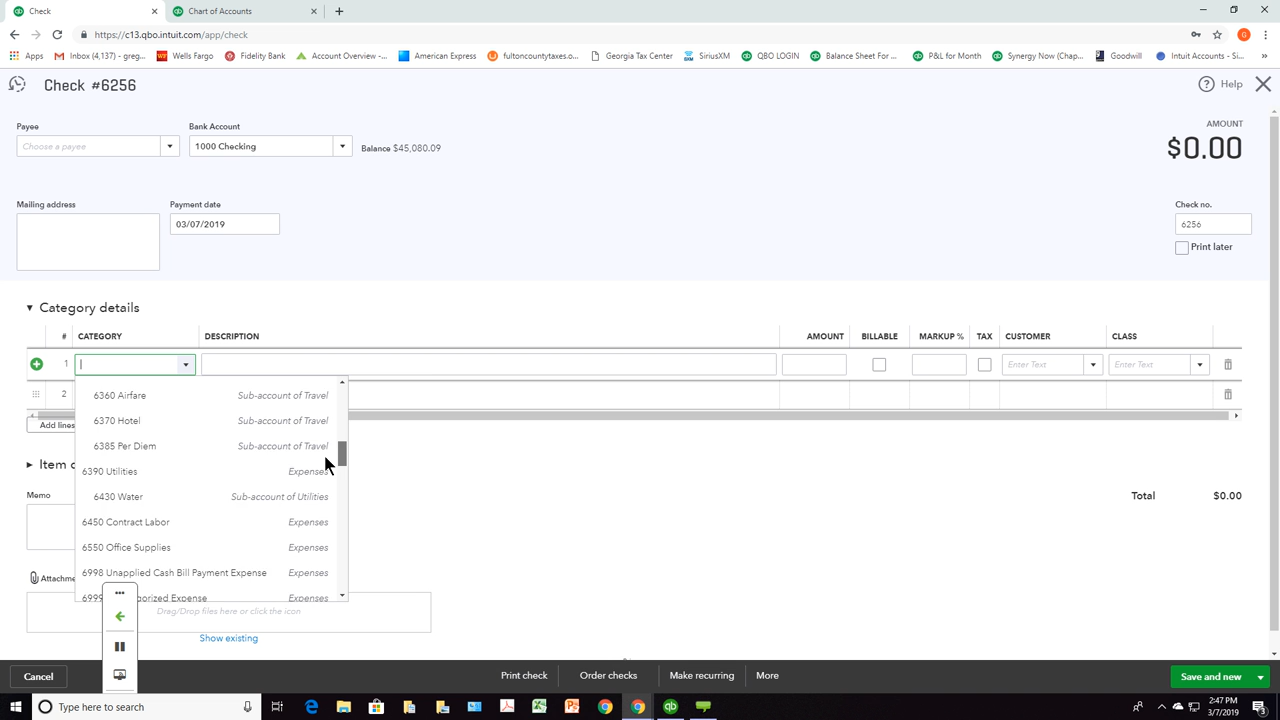 Check
Chart of Accounts
https://c13.qbo.intuit.com/app/check
Apps
Inbox (4,137) - greg...
Wells Fargo
Fidelity Bank
Account Overview -...
American Express
fultoncountytaxes.o...
Georgia Tax Center
SiriusXM
QBO LOGIN
Balance Sheet For ...
P&L for Month
Synergy Now (Chap...
Goodwill
Intuit Accounts - Si...
Check #6256
Help
Payee
Bank Account
AMOUNT
Choose a payee
1000 Checking
Balance $45,080.09
$0.00
Mailing address
Payment date
Check no.
03/07/2019
6256
Print later
Category details
# CATEGORY DESCRIPTION AMOUNT BILLABLE MARKUP % TAX CUSTOMER CLASS
1 Enter Text Enter Text
6360 Airfare Sub-account of Travel
2
6370 Hotel Sub-account of Travel
Add lines
6385 Per Diem Sub-account of Travel
Item
6390 Utilities Expenses
Memo
6430 Water Sub-account of Utilities
Total $0.00
6450 Contract Labor Expenses
6550 Office Supplies Expenses
6998 Unapplied Cash Bill Payment Expense Expenses
Attachme
Expenses
Drag/Drop files here or click the icon
Show existing
Cancel
Print check
Order checks
Make recurring
More
Save and new
Type here to search
2:47 PM
3/7/2019